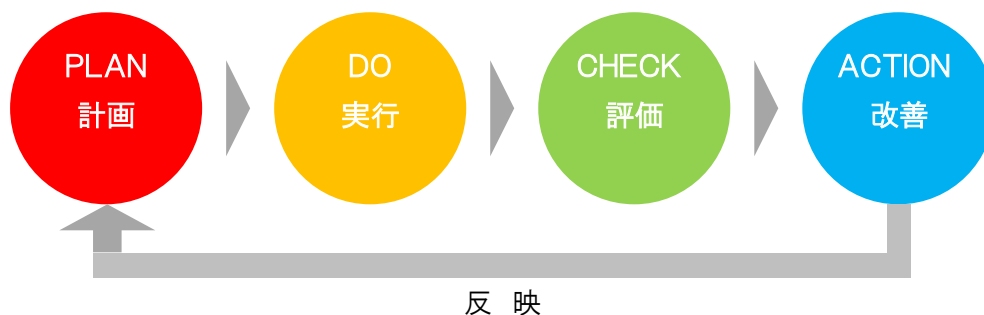 PLAN
計画
DO
実行
CHECK
評価
ACTION
改善
反 映